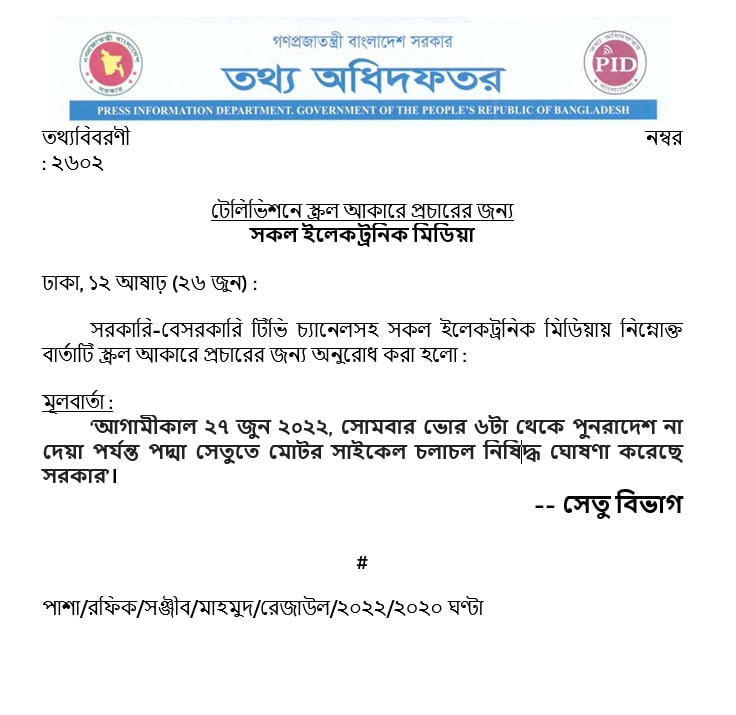 গণপ্রজাতন্ত্রী বাংলাদেশ সরকার
তথ্য অধিদফতর
PID
PRESS INFORMATION DEPARTMENT. GOVERNMENT OF THE PEOPLE'S REPUBLIC OF BANGLADESH
তথ্যবিবরণী নম্বর
: ২৬০২
টেলিভিশনে স্ক্রল আকারে প্রচারের জন্য
সকল ইলেকট্রনিক মিডিয়া
ঢাকা, ১২ আষাঢ় (২৬ জুন) :
সরকারি-বেসরকারি টিভি চ্যানেলসহ সকল ইলেকট্রনিক মিডিয়ায় নিম্নোক্ত
বার্তাটি স্ক্রল আকারে প্রচারের জন্য অনুরোধ করা হলো :
মূলবার্তা :
‘আগামীকাল ২৭ জুন ২০২২, সোমবার ভোর ৬টা থেকে পুনরাদেশ না
দেয়া পর্যন্ত পদ্মা সেতুতে মোটর সাইকেল চলাচল নিষিদ্ধ ঘোষণা করেছে
সরকার’।
-- সেতু বিভাগ
#
পাশা/রফিক/সঞ্জীব/মাহমুদ/রেজাউল/২০২২/২০২০ ঘণ্টা